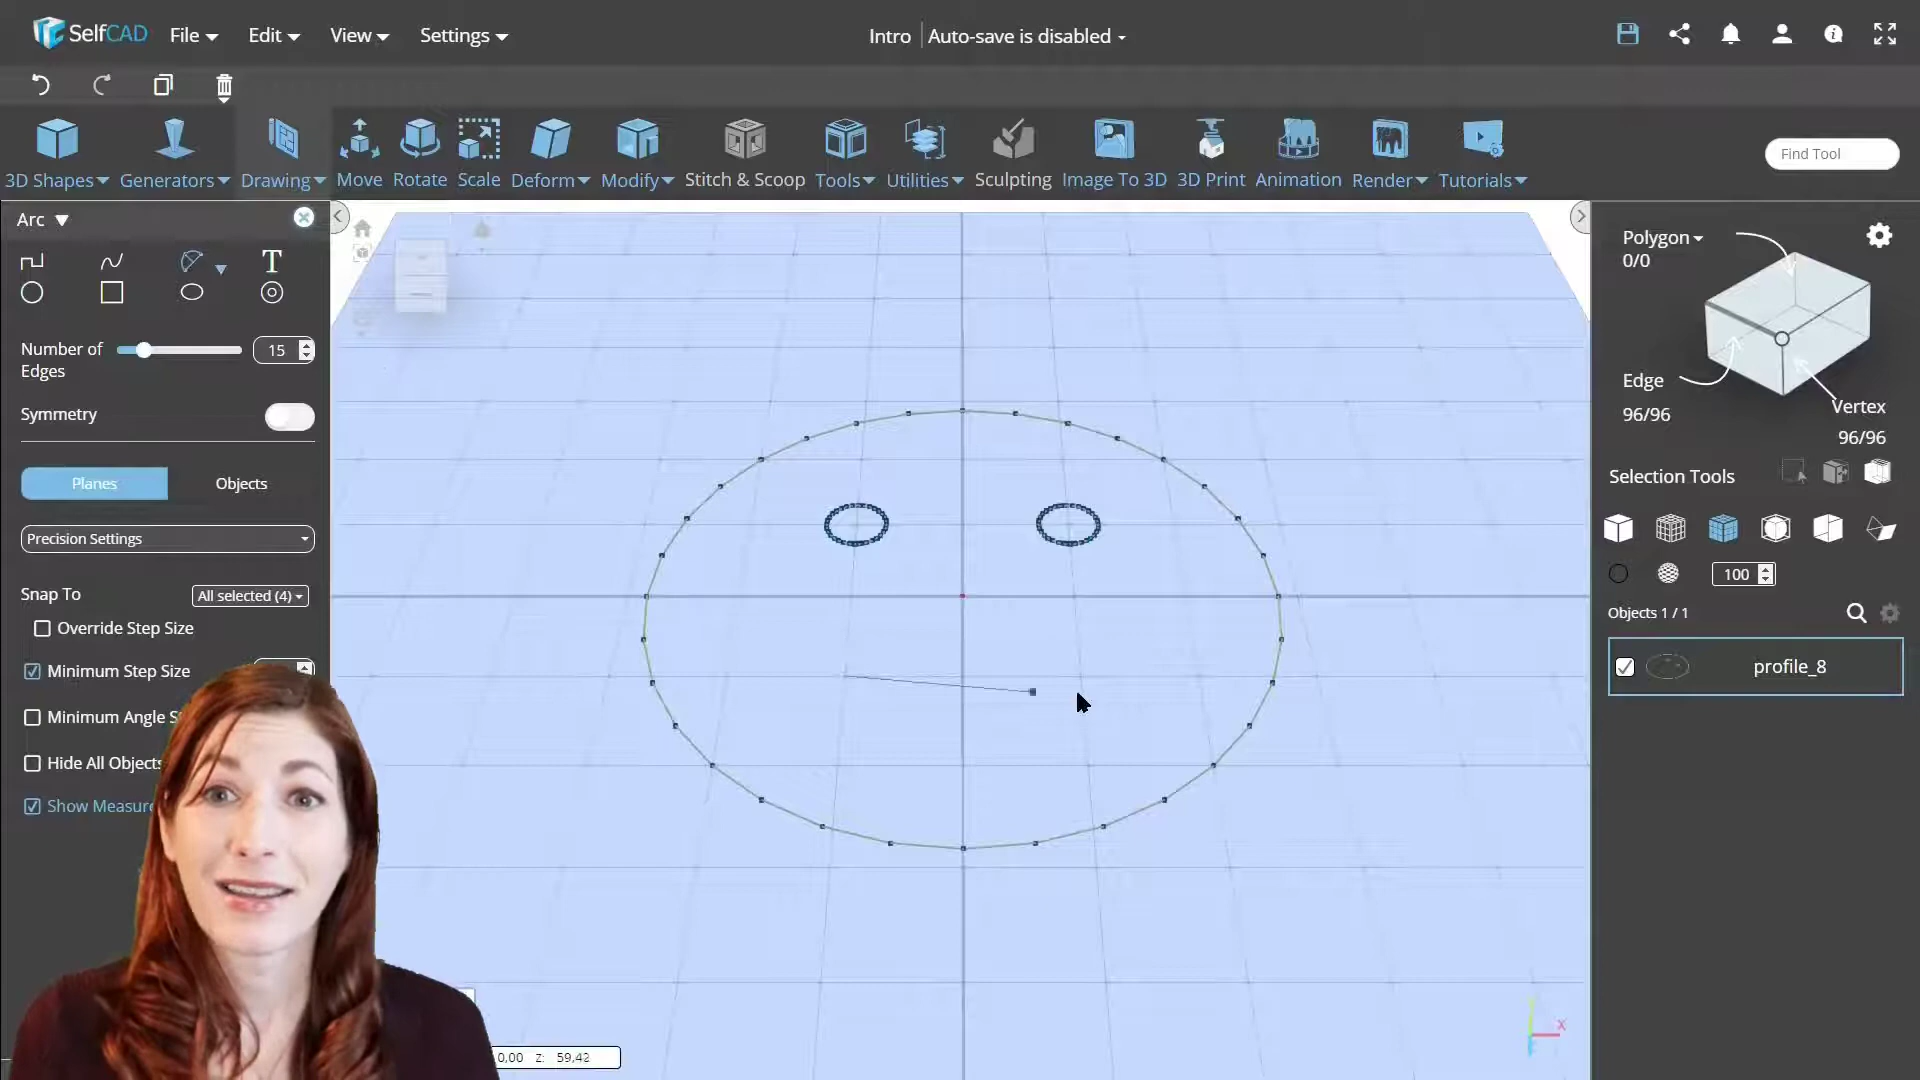 SelfCAD File Edit View Settings
Intro Auto-save is disabled
3D Shapes Generators Drawing Move Rotate Scale Deform Modify Stitch & Scoop Tools Utilities Sculpting Image To 3D 3D Print Animation Render Tutorials
Find Tool
Arc
T
Number of
Edges
15
Symmetry
Planes Objects
Precision Settings
Snap To All selected (4)
Override Step Size
Minimum Step Size
Minimum Angle
Hide All Objects
Show
0,00 Z: 59,42
X
Polygon
0/0
Edge
96/96
Vertex
96/96
Selection Tools
100
Objects 1 / 1
profile_8